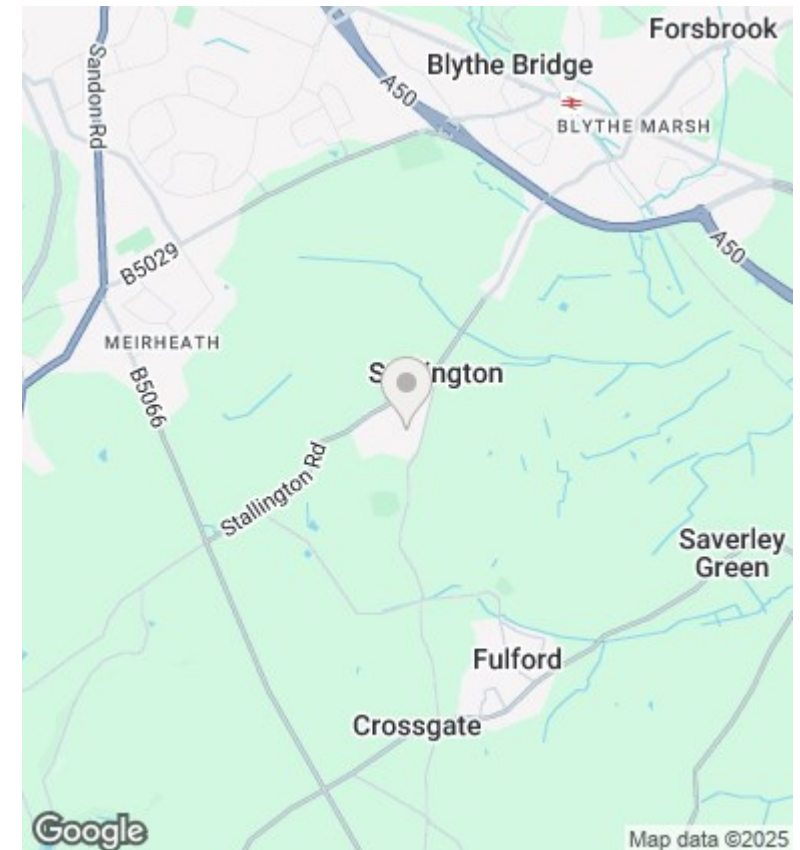 Forsbrook
Blythe Bridge
A50
Sandon Rd
BLYTHE MARSH
A50
B5029
MEIRHEATH
B5066
Stallington Rd
Saverley
Green
Fulford
Crossgate
Google
Map data ©2025